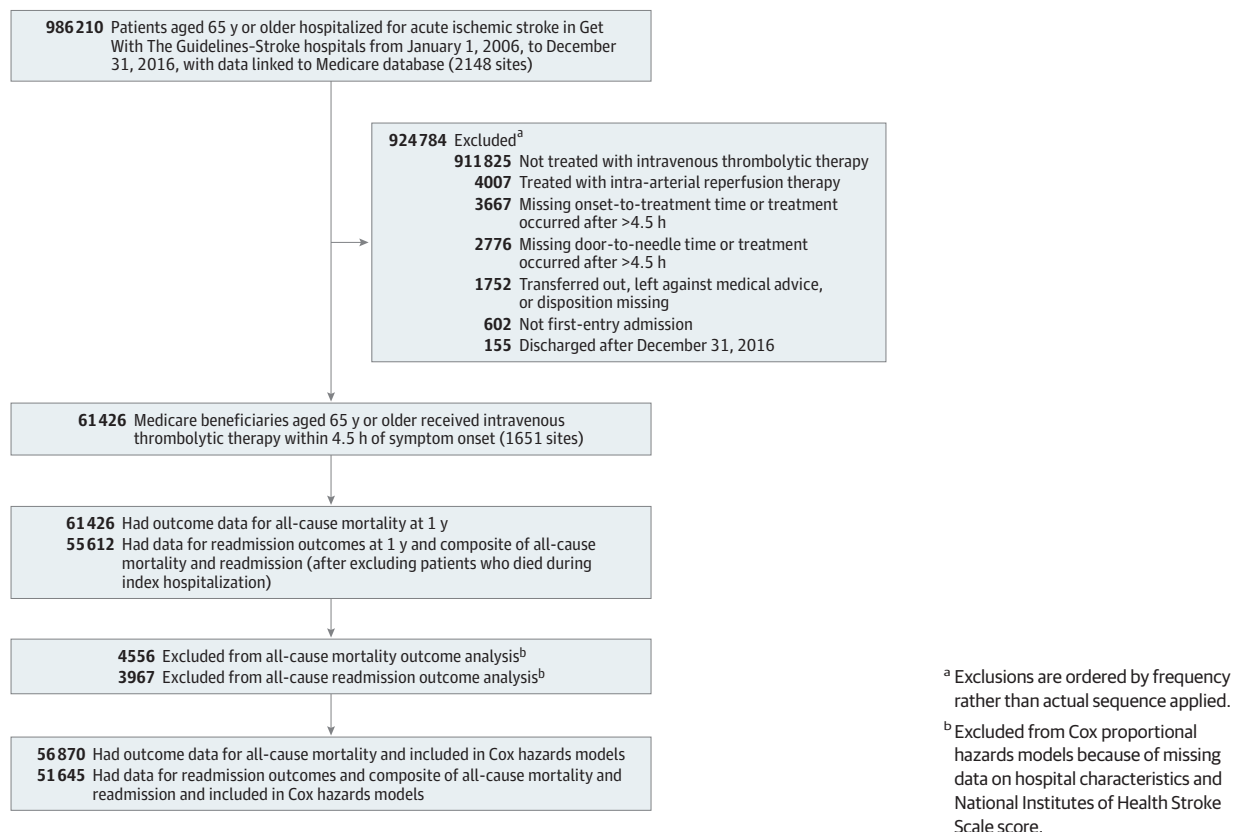 986210 Patients aged 65 y or older hospitalized for acute ischemic stroke in Get
With The Guidelines-Stroke hospitals from January 1, 2006, to December
31, 2016, with data linked to Medicare database (2148 sites)
924784 Excludedᵃ
911825 Not treated with intravenous thrombolytic therapy
4007 Treated with intra-arterial reperfusion therapy
3667 Missing onset-to-treatment time or treatment
occurred after >4.5 h
2776 Missing door-to-needle time or treatment
occurred after >4.5 h
1752 Transferred out, left against medical advice,
or disposition missing
602 Not first-entry admission
155 Discharged after December 31, 2016
61426 Medicare beneficiaries aged 65 y or older received intravenous
thrombolytic therapy within 4.5 h of symptom onset (1651 sites)
61426 Had outcome data for all-cause mortality at 1 y
55612 Had data for readmission outcomes at 1 y and composite of all-cause
mortality and readmission (after excluding patients who died during
index hospitalization)
4556 Excluded from all-cause mortality outcome analysisᵇ
3967 Excluded from all-cause readmission outcome analysisᵇ
56870 Had outcome data for all-cause mortality and included in Cox hazards models
51645 Had data for readmission outcomes and composite of all-cause mortality and
readmission and included in Cox hazards models
ᵃ Exclusions are ordered by frequency
rather than actual sequence applied.
ᵇ Excluded from Cox proportional
hazards models because of missing
data on hospital characteristics and
National Institutes of Health Stroke
Scale score.